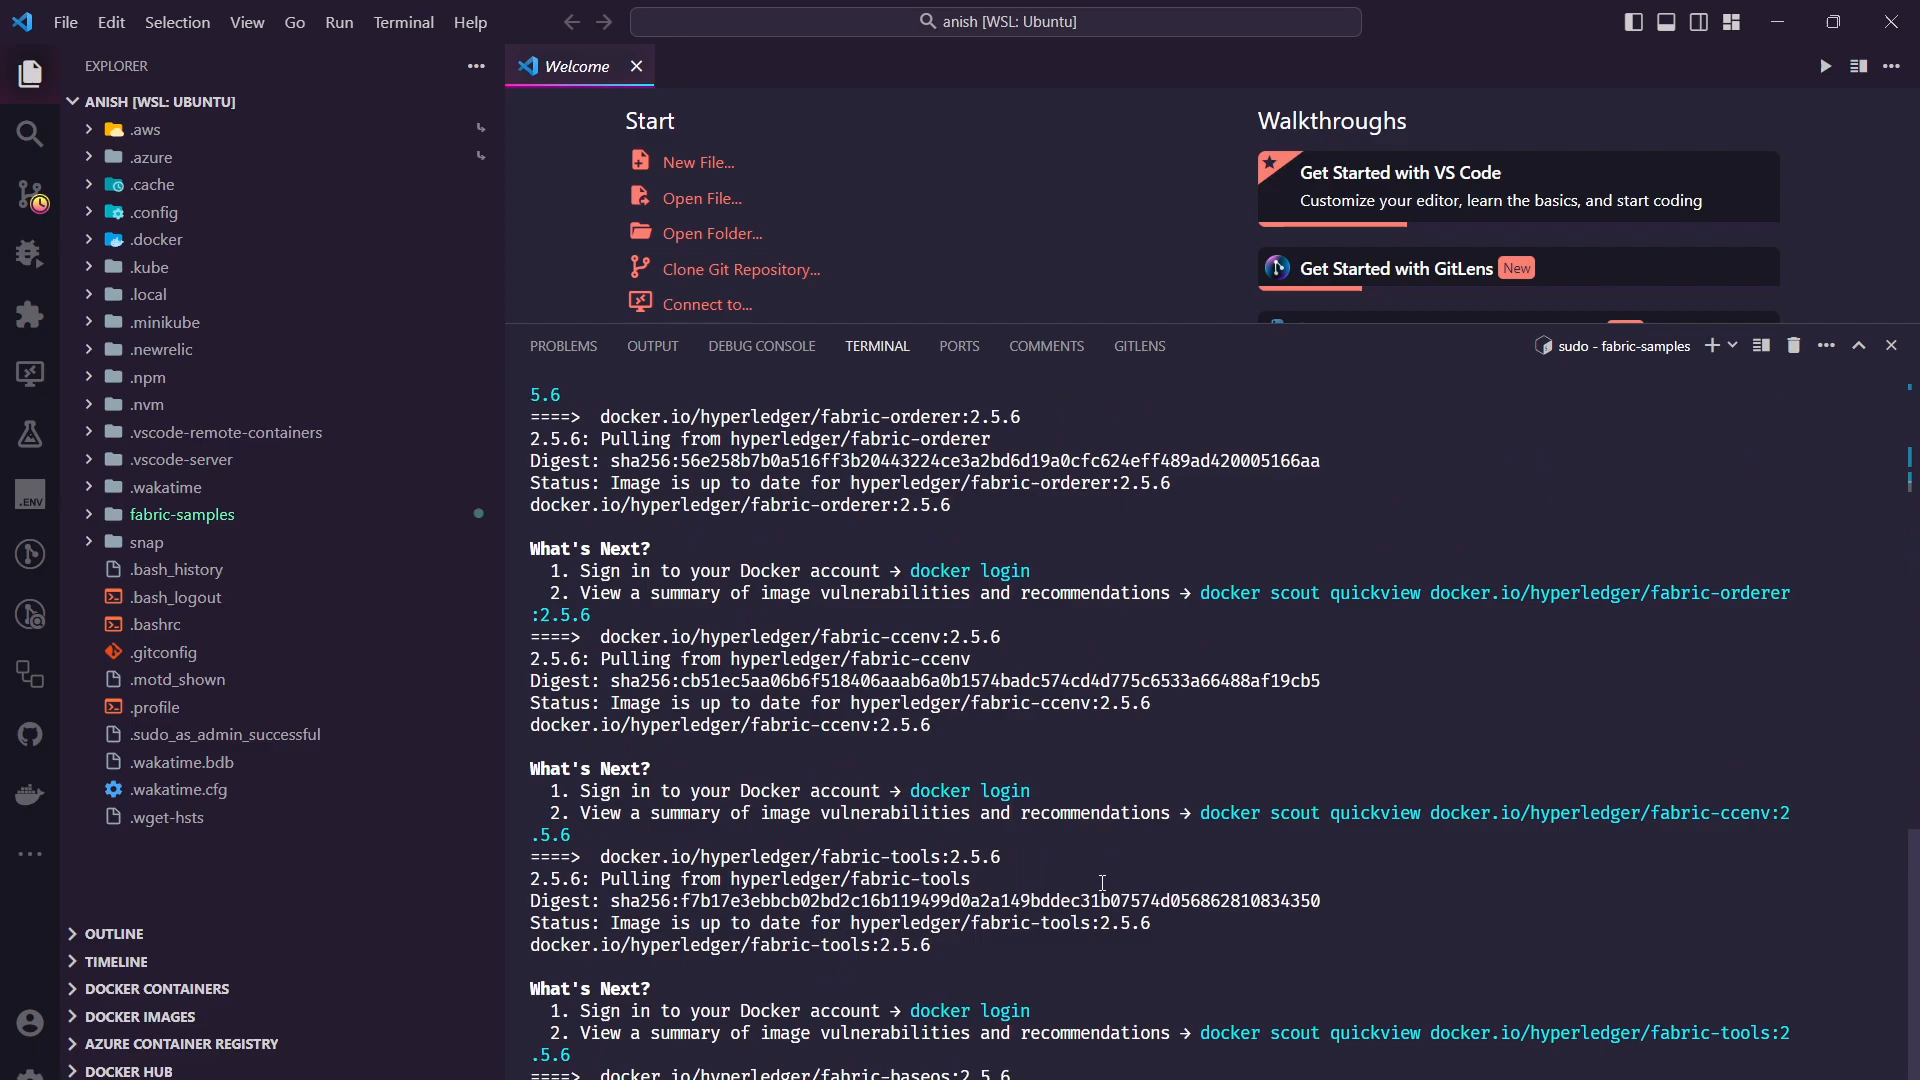 File Edit Selection View Go Run Terminal Help
anish [WSL: Ubuntu]
EXPLORER
ANISH [WSL: UBUNTU]
.aws
.azure
.cache
.config
.docker
.kube
.local
.minikube
.newrelic
.npm
.nvm
.vscode-remote-containers
.vscode-server
.wakatime
fabric-samples
snap
.bash_history
.bash_logout
.bashrc
.gitconfig
.motd_shown
.profile
.sudo_as_admin_successful
.wakatime.bdb
.wakatime.cfg
.wget-hsts
OUTLINE
TIMELINE
DOCKER CONTAINERS
DOCKER IMAGES
AZURE CONTAINER REGISTRY
DOCKER HUB
.ENV
Welcome
Start
New File...
Open File...
Open Folder...
Clone Git Repository...
Connect to...
Walkthroughs
Get Started with VS Code
Customize your editor, learn the basics, and start coding
Get Started with GitLens New
PROBLEMS OUTPUT DEBUG CONSOLE TERMINAL PORTS COMMENTS GITLENS
sudo - fabric-samples
5.6
====> docker.io/hyperledger/fabric-orderer:2.5.6
2.5.6: Pulling from hyperledger/fabric-orderer
Digest: sha256:56e258b7b0a516ff3b20443224ce3a2bd6d19a0cfc624eff489ad420005166aa
Status: Image is up to date for hyperledger/fabric-orderer:2.5.6
docker.io/hyperledger/fabric-orderer:2.5.6
What's Next?
1. Sign in to your Docker account → docker login
2. View a summary of image vulnerabilities and recommendations → docker scout quickview docker.io/hyperledger/fabric-orderer
:2.5.6
====> docker.io/hyperledger/fabric-ccenv:2.5.6
2.5.6: Pulling from hyperledger/fabric-ccenv
Digest: sha256:cb51ec5aa06b6f518406aaab6a0b1574badc574cd4d775c6533a66488af19cb5
Status: Image is up to date for hyperledger/fabric-ccenv:2.5.6
docker.io/hyperledger/fabric-ccenv:2.5.6
What's Next?
1. Sign in to your Docker account → docker login
2. View a summary of image vulnerabilities and recommendations → docker scout quickview docker.io/hyperledger/fabric-ccenv:2
.5.6
====> docker.io/hyperledger/fabric-tools:2.5.6
2.5.6: Pulling from hyperledger/fabric-tools
Digest: sha256:f7b17e3ebbcb02bd2c16b119499d0a2a149bddec31b07574d056862810834350
Status: Image is up to date for hyperledger/fabric-tools:2.5.6
docker.io/hyperledger/fabric-tools:2.5.6
What's Next?
1. Sign in to your Docker account → docker login
2. View a summary of image vulnerabilities and recommendations → docker scout quickview docker.io/hyperledger/fabric-tools:2
.5.6
====> docker.io/hyperledger/fabric-baseos:2.5.6